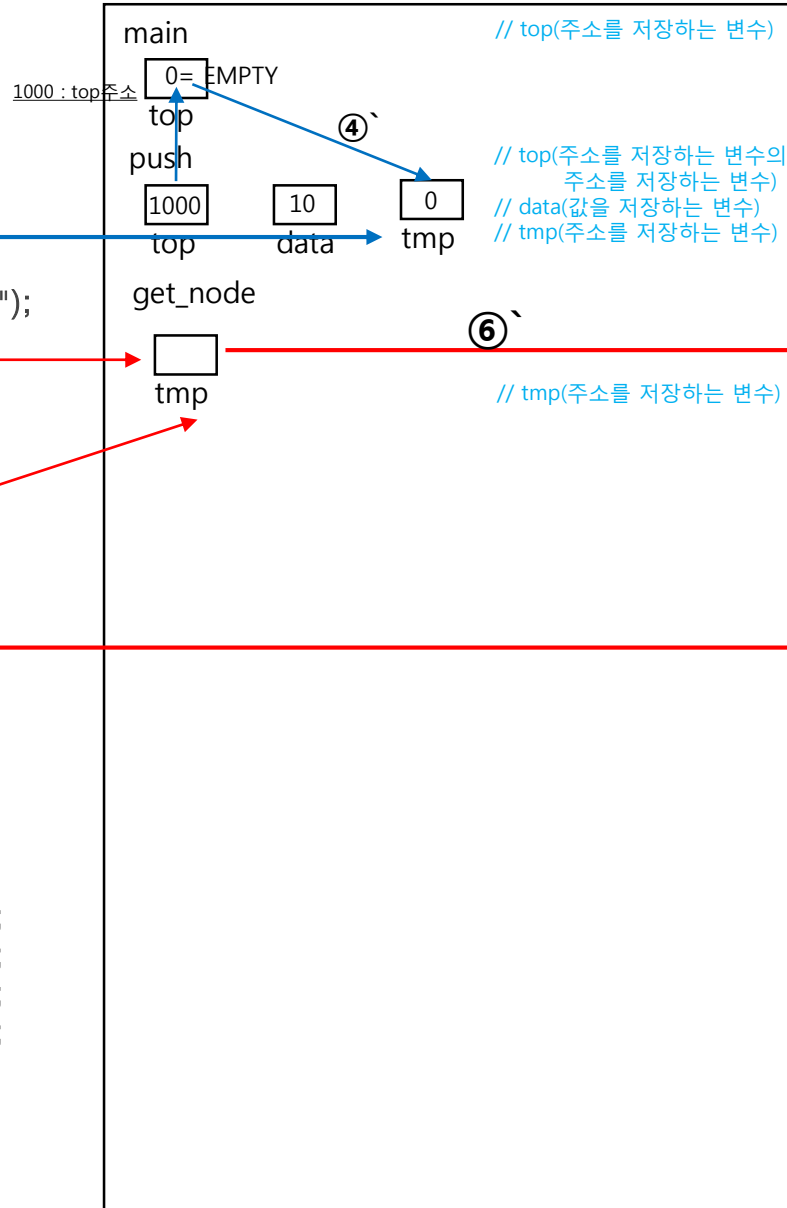 main
// top(주소를 저장하는 변수)
0= EMPTY
1000 : top주소
top
④`
push
// top(주소를 저장하는 변수의
주소를 저장하는 변수)
1000
10
0
// data(값을 저장하는 변수)
top
data
tmp
// tmp(주소를 저장하는 변수)
get_node
");
⑥`
tmp
// tmp(주소를 저장하는 변수)